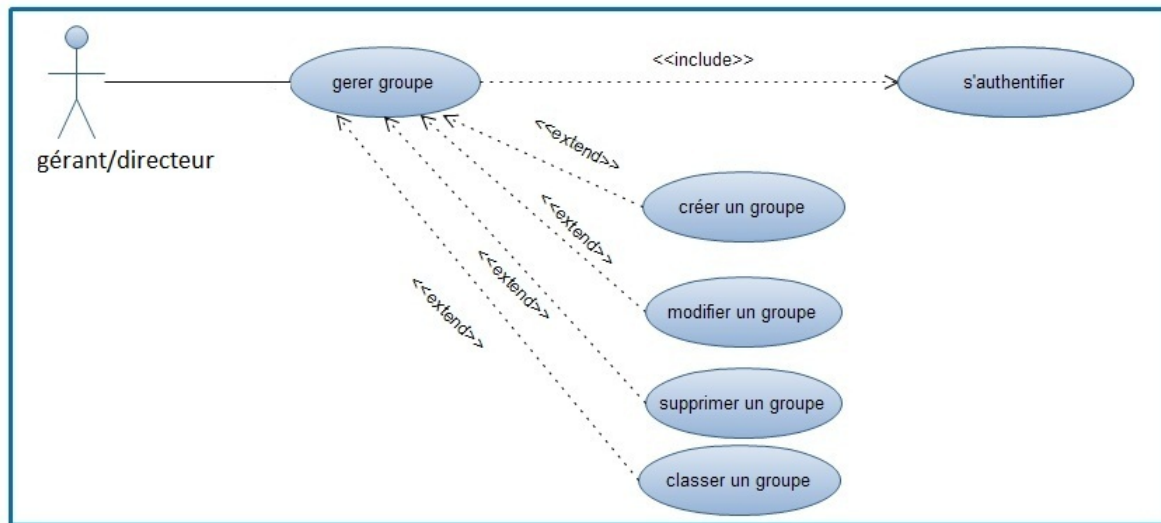 <<include>>
gerer groupe
s'authentifier
gérant/directeur
<<extend>>
créer un groupe
<<extend>>
modifier un groupe
<<extend>>
supprimer un groupe
<<extend>>
classer un groupe